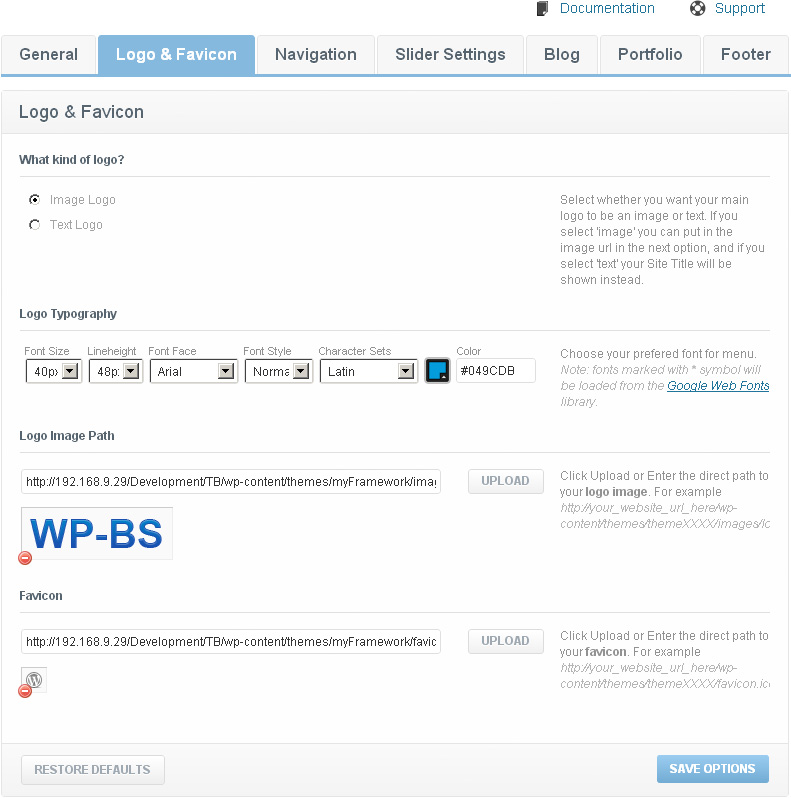 Documentation Support
General Logo & Favicon Navigation Slider Settings Blog Portfolio Footer
Logo & Favicon
What kind of logo?
Image Logo
Text Logo
Select whether you want your main
logo to be an image or text. If you
select 'image' you can put in the
image url in the next option, and if you
select 'text' your Site Title will be
shown instead.
Logo Typography
Font Size Lineheight Font Face Font Style Character Sets Color
40px 48px Arial Norma Latin #049CDB
Choose your prefered font for menu.
Note: fonts marked with * symbol will
be loaded from the Google Web Fonts
library.
Logo Image Path
http://192.168.9.29/Development/TB/wp-content/themes/myFramework/imag
UPLOAD
Click Upload or Enter the direct path to
your logo image. For example
http://your_website_url_here/wp-
content/themes/themeXXXX/images/lo
WP-BS
Favicon
http://192.168.9.29/Development/TB/wp-content/themes/myFramework/favic
UPLOAD
Click Upload or Enter the direct path to
your favicon. For example
http://your_website_url_here/wp-
content/themes/themeXXXX/favicon.ico
RESTORE DEFAULTS SAVE OPTIONS